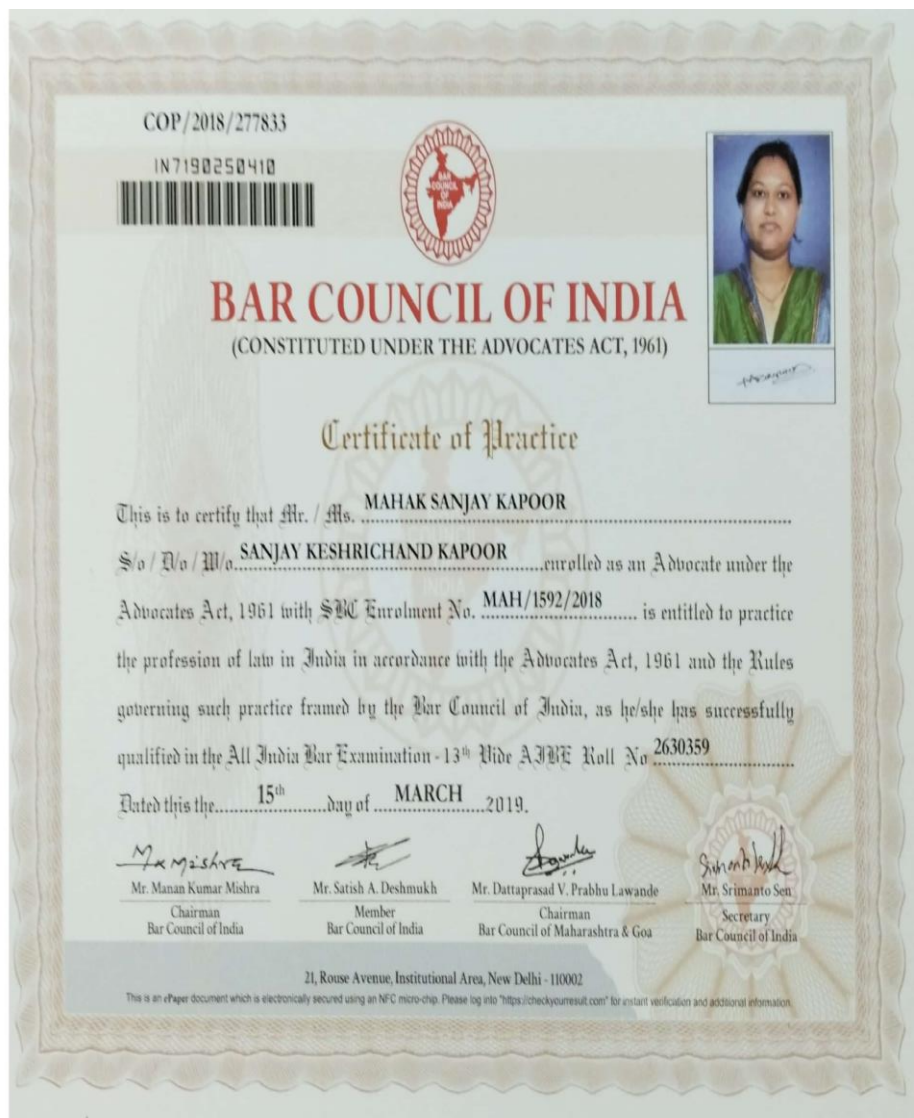 COP/2018/277833
IN7190250410
BAR COUNCIL OF INDIA
BAR COUNCIL OF INDIA
(CONSTITUTED UNDER THE ADVOCATES ACT, 1961)
Certificate of Practice
This is to certify that Mr. / Ms. MAHAK SANJAY KAPOOR
S/o / D/o / W/o. SANJAY KESHRICHAND KAPOOR enrolled as an Advocate under the
Advocates Act, 1961 with SBC Enrolment No. MAH/1592/2018 is entitled to practice
the profession of law in India in accordance with the Advocates Act, 1961 and the Rules
governing such practice framed by the Bar Council of India, as he/she has successfully
qualified in the All India Bar Examination - 13th Vide AIBE Roll No 2630359
Dated this the 15th day of MARCH 2019.
Mr. Manan Kumar Mishra
Chairman
Bar Council of India
Mr. Satish A. Deshmukh
Member
Bar Council of India
Mr. Dattaprasad V. Prabhu Lawande
Chairman
Bar Council of Maharashtra & Goa
Mr. Srimanto Sen
Secretary
Bar Council of India
21, Rouse Avenue, Institutional Area, New Delhi - 110002
This is an ePaper document which is electronically secured using an NFC micro-chip. Please log into "https://checkyourresult.com" for instant verification and additional information.